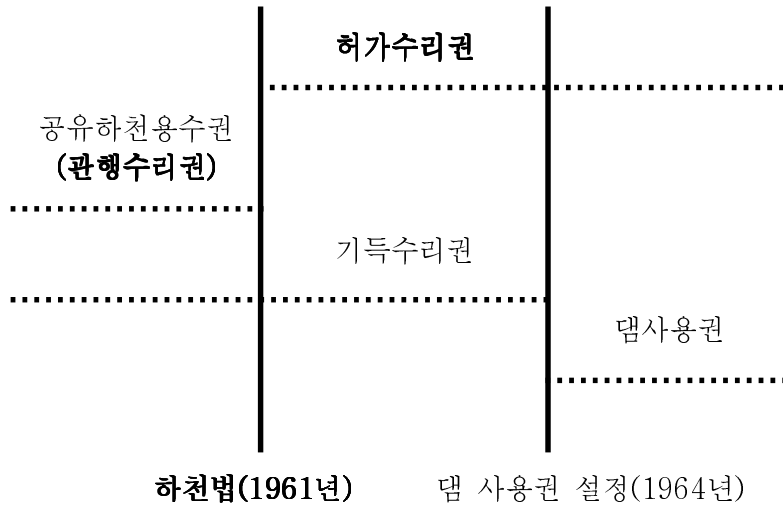 허가수리권
공유하천용수권
(관행수리권)
기득수리권
댐사용권
하천법(1961년)
댐 사용권 설정(1964년)